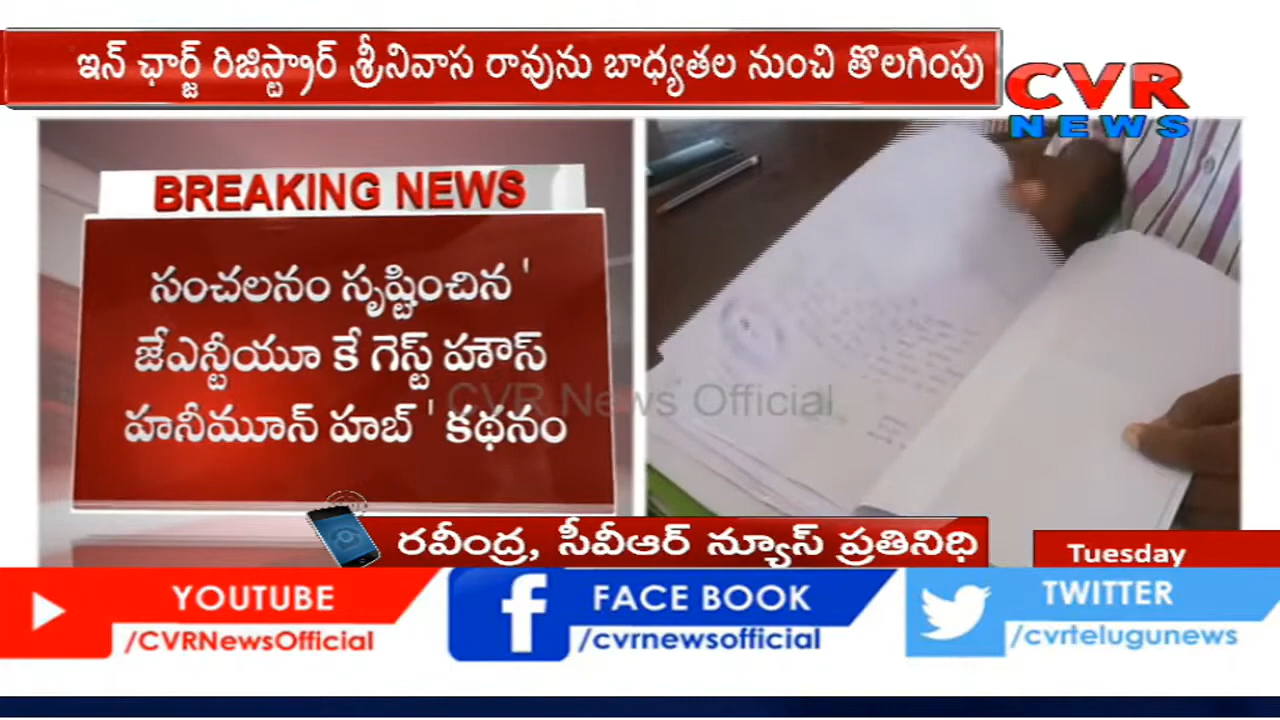 ఇన్ ఛార్జ్ రిజిస్ట్రార్ శ్రీనివాస రావును బాధ్యతల నుంచి తొలగింపు
CVR
NEWS
BREAKING NEWS
సంచలనం సృష్టించిన '
జేఎన్టీయూ కే గెస్ట్ హౌస్
హనీమూన్ హబ్ ' కథనం
CVR News Official
రవీంద్ర, సీవీఆర్ న్యూస్ ప్రతినిధి
Tuesday
YOUTUBE
/CVRNewsOfficial
FACE BOOK
/cvrnewsofficial
TWITTER
/cvrtelugunews